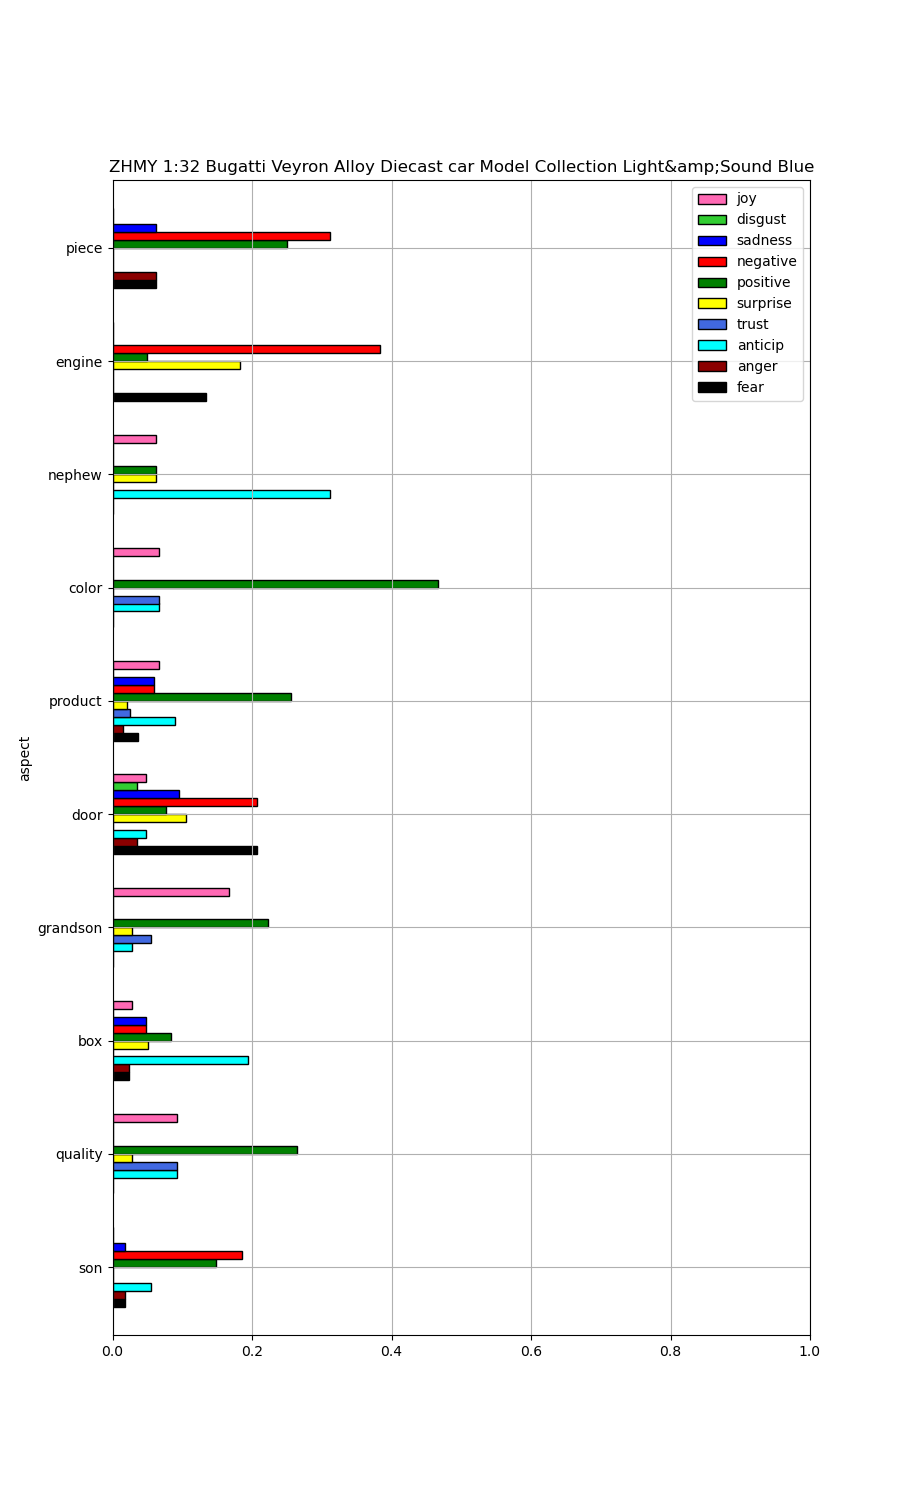 ZHMY 1:32 Bugatti Veyron Alloy Diecast car Model Collection Light&amp;Sound Blue
joy
disgust
sadness
negative
positive
surprise
trust
anticip
anger
fear
piece
engine
nephew
color
product
door
grandson
box
quality
son
aspect
0.0 0.2 0.4 0.6 0.8 1.0